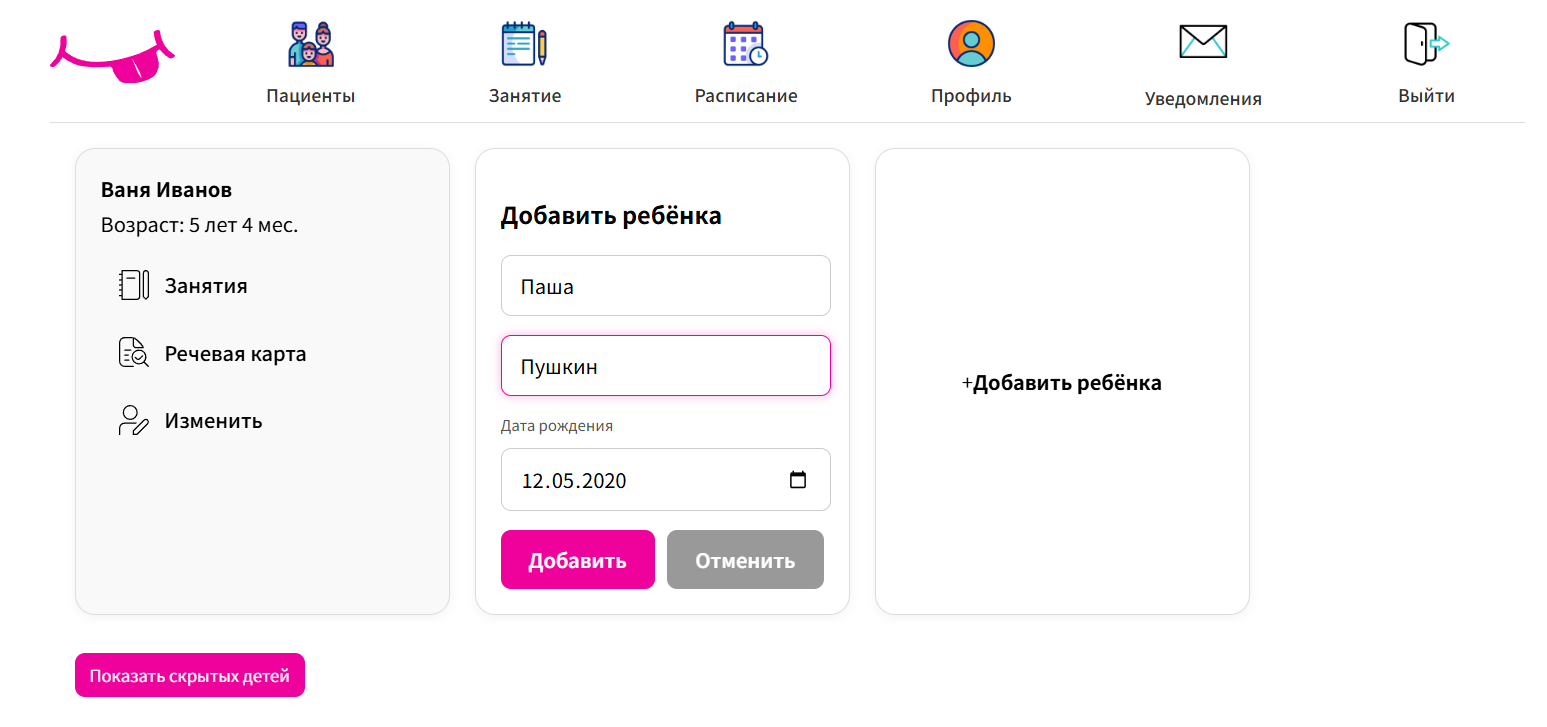 Пациенты
Занятие
Расписание
Профиль
Уведомления
Выйти
Ваня Иванов
Возраст: 5 лет 4 мес.
Занятия
Речевая карта
Изменить
Добавить ребёнка
Паша
Пушкин
Дата рождения
12.05.2020
Добавить
Отменить
+Добавить ребёнка
Показать скрытых детей